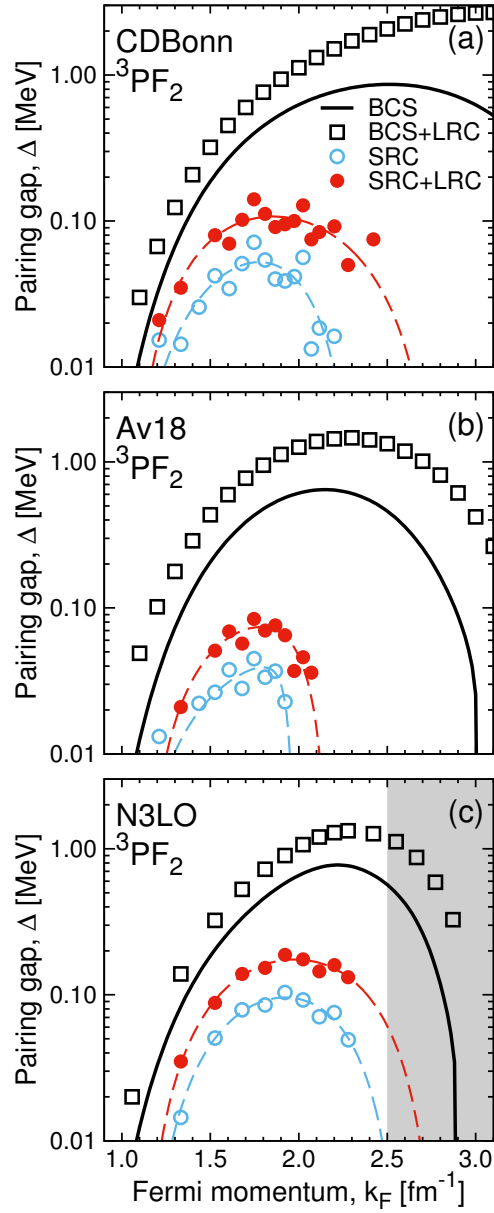 CDBonn (a)
³PF₂
BCS
BCS+LRC
SRC
SRC+LRC
Pairing gap, Δ [MeV]
1.00
0.10
0.01
Av18 (b)
³PF₂
Pairing gap, Δ [MeV]
1.00
0.10
0.01
N3LO (c)
³PF₂
Pairing gap, Δ [MeV]
1.00
0.10
0.01
1.0 1.5 2.0 2.5 3.0
Fermi momentum, k_F [fm⁻¹]